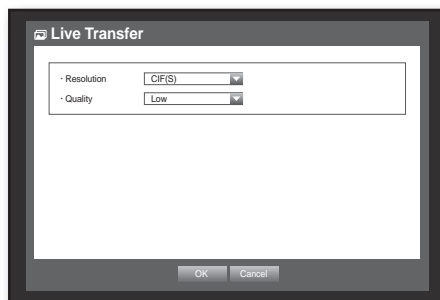 Live Transfer
· Resolution CIF(S)
· Quality Low
OK Cancel